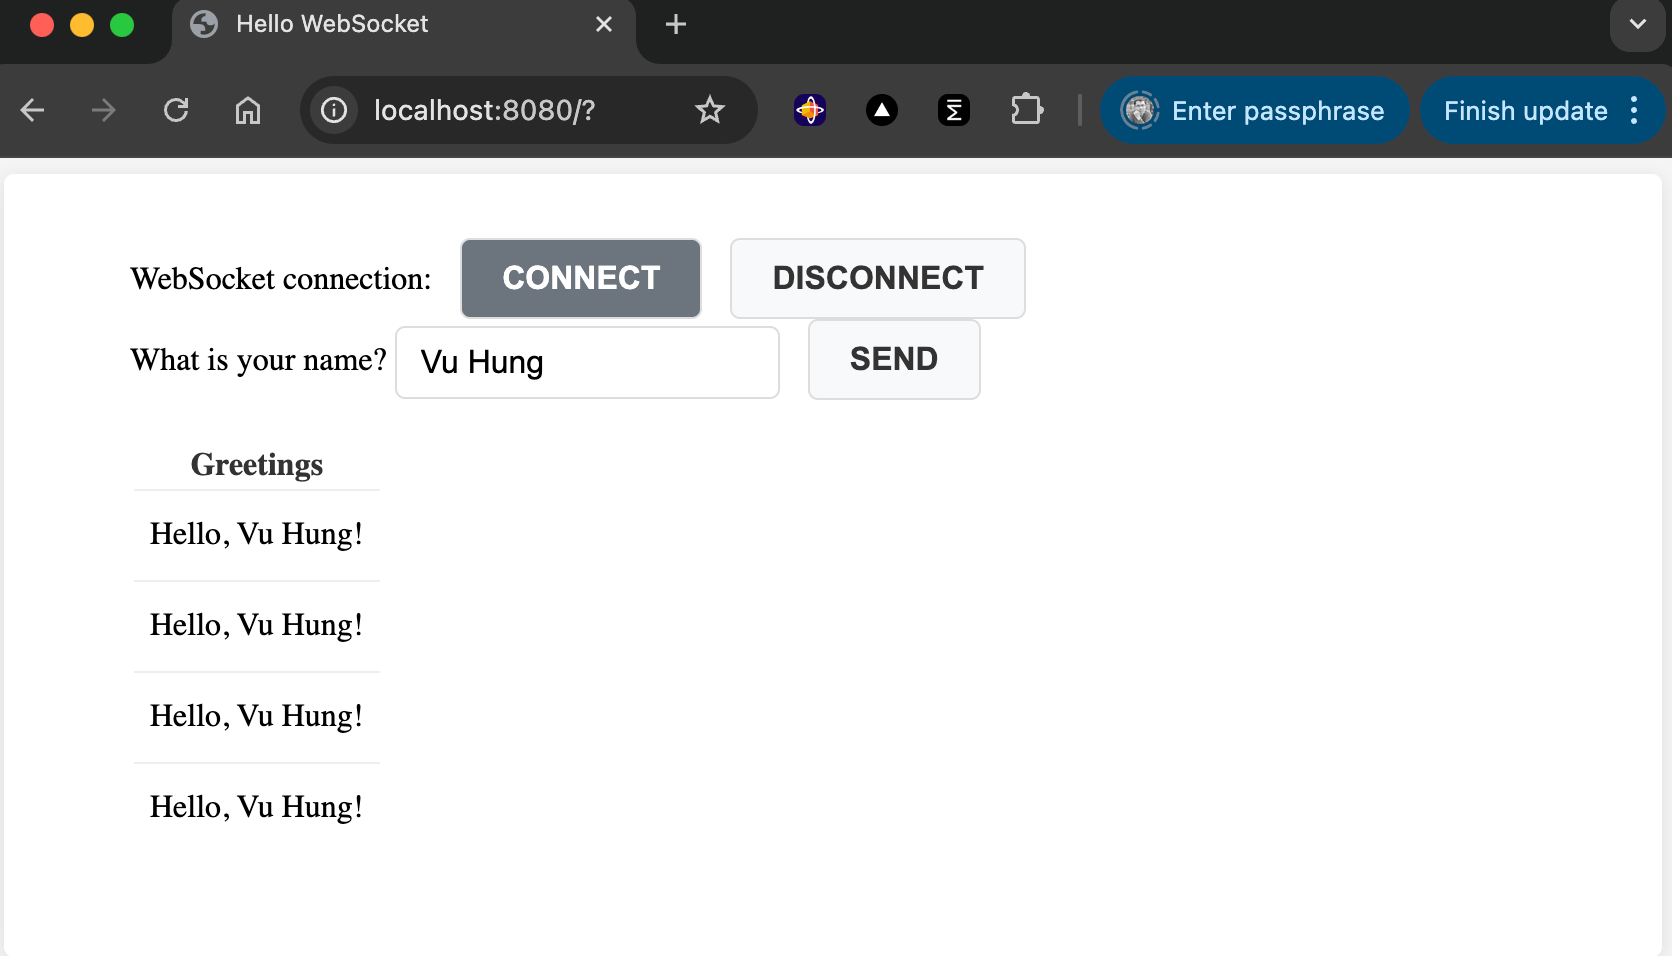 Hello WebSocket
localhost:8080/?
Enter passphrase
Finish update
WebSocket connection: CONNECT DISCONNECT
What is your name? Vu Hung SEND
Greetings
Hello, Vu Hung!
Hello, Vu Hung!
Hello, Vu Hung!
Hello, Vu Hung!